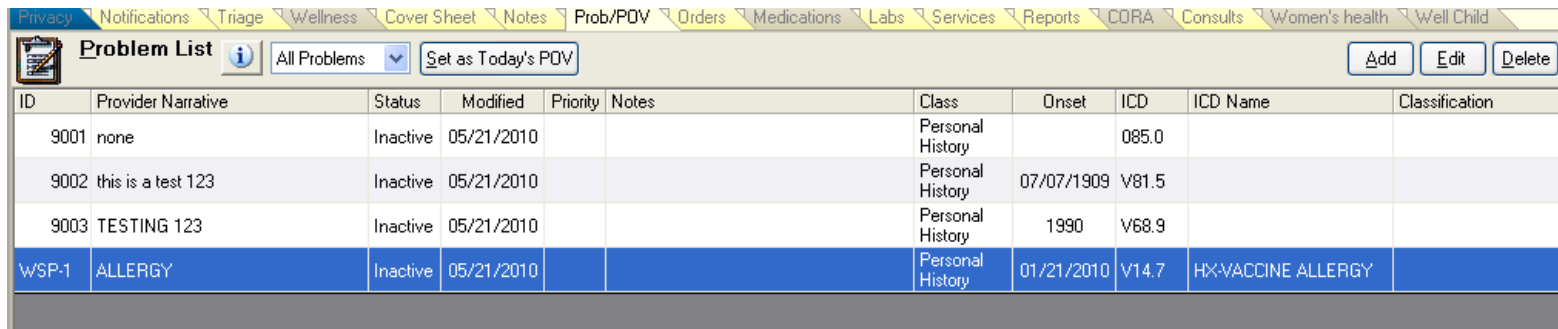 Privacy Notifications Triage Wellness Cover Sheet Notes Prob/POV Orders Medications Labs Services Reports CORA Consults Women's health Well Child
Problem List i All Problems Set as Today's POV Add Edit Delete
ID Provider Narrative Status Modified Priority Notes Class Onset ICD ICD Name Classification
9001 none Inactive 05/21/2010 Personal History 085.0
9002 this is a test 123 Inactive 05/21/2010 Personal History 07/07/1909 V81.5
9003 TESTING 123 Inactive 05/21/2010 Personal History 1990 V68.9
WSP-1 ALLERGY Inactive 05/21/2010 Personal History 01/21/2010 V14.7 HX-VACCINE ALLERGY